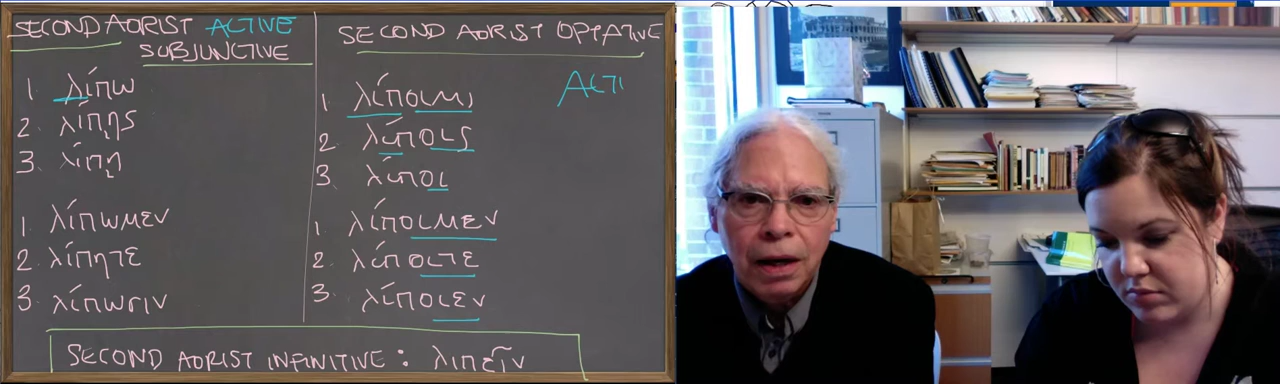 SECOND AORIST ACTIVE
SUBJUNCTIVE
1. λίπω
2. λίπῃς
3. λίπῃ
1. λίπωμεν
2. λίπητε
3. λίπωσιν
SECOND AORIST OPTATIVE
ACTI
1. λίποιμι
2. λίποις
3. λίποι
1. λίποιμεν
2. λίποιτε
3. λίποιεν
SECOND AORIST INFINITIVE: λιπεῖν